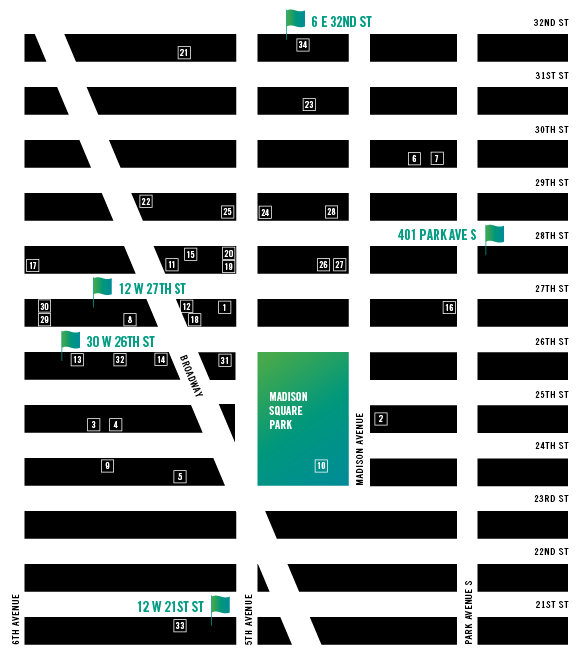 32ND ST
6 E 32ND ST
21
34
31ST ST
23
30TH ST
6
7
29TH ST
22
25
24
28
401 PARK AVE S
28TH ST
17
11
15
20
19
26
27
12 W 27TH ST
27TH ST
30
29
8
12
18
1
16
30 W 26TH ST
26TH ST
13
32
14
31
BROADWAY
MADISON
SQUARE
PARK
25TH ST
3
4
2
MADISON AVENUE
24TH ST
9
5
10
23RD ST
22ND ST
12 W 21ST ST
21ST ST
33
6TH AVENUE
5TH AVENUE
PARK AVENUE S